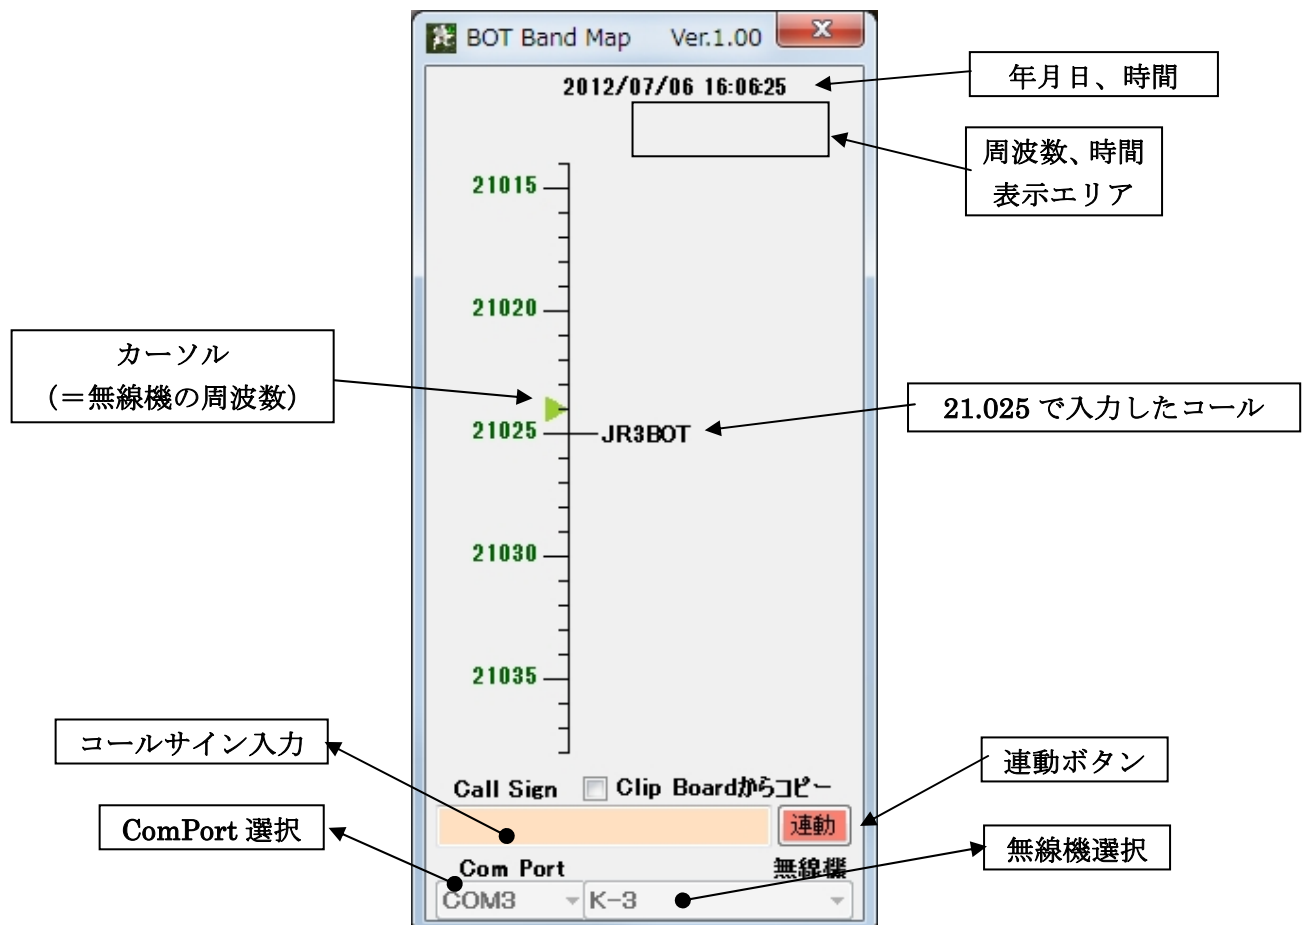 BOT Band Map Ver.1.00
2012/07/06 16:06:25
年月日、時間
周波数、時間
表示エリア
21015
21020
カーソル
（＝無線機の周波数）
21.025 で入力したコール
21025
JR3BOT
21030
21035
コールサイン入力
連動ボタン
Call Sign
Clip Boardからコピー
ComPort 選択
連動
無線機選択
Com Port
無線機
COM3
K-3